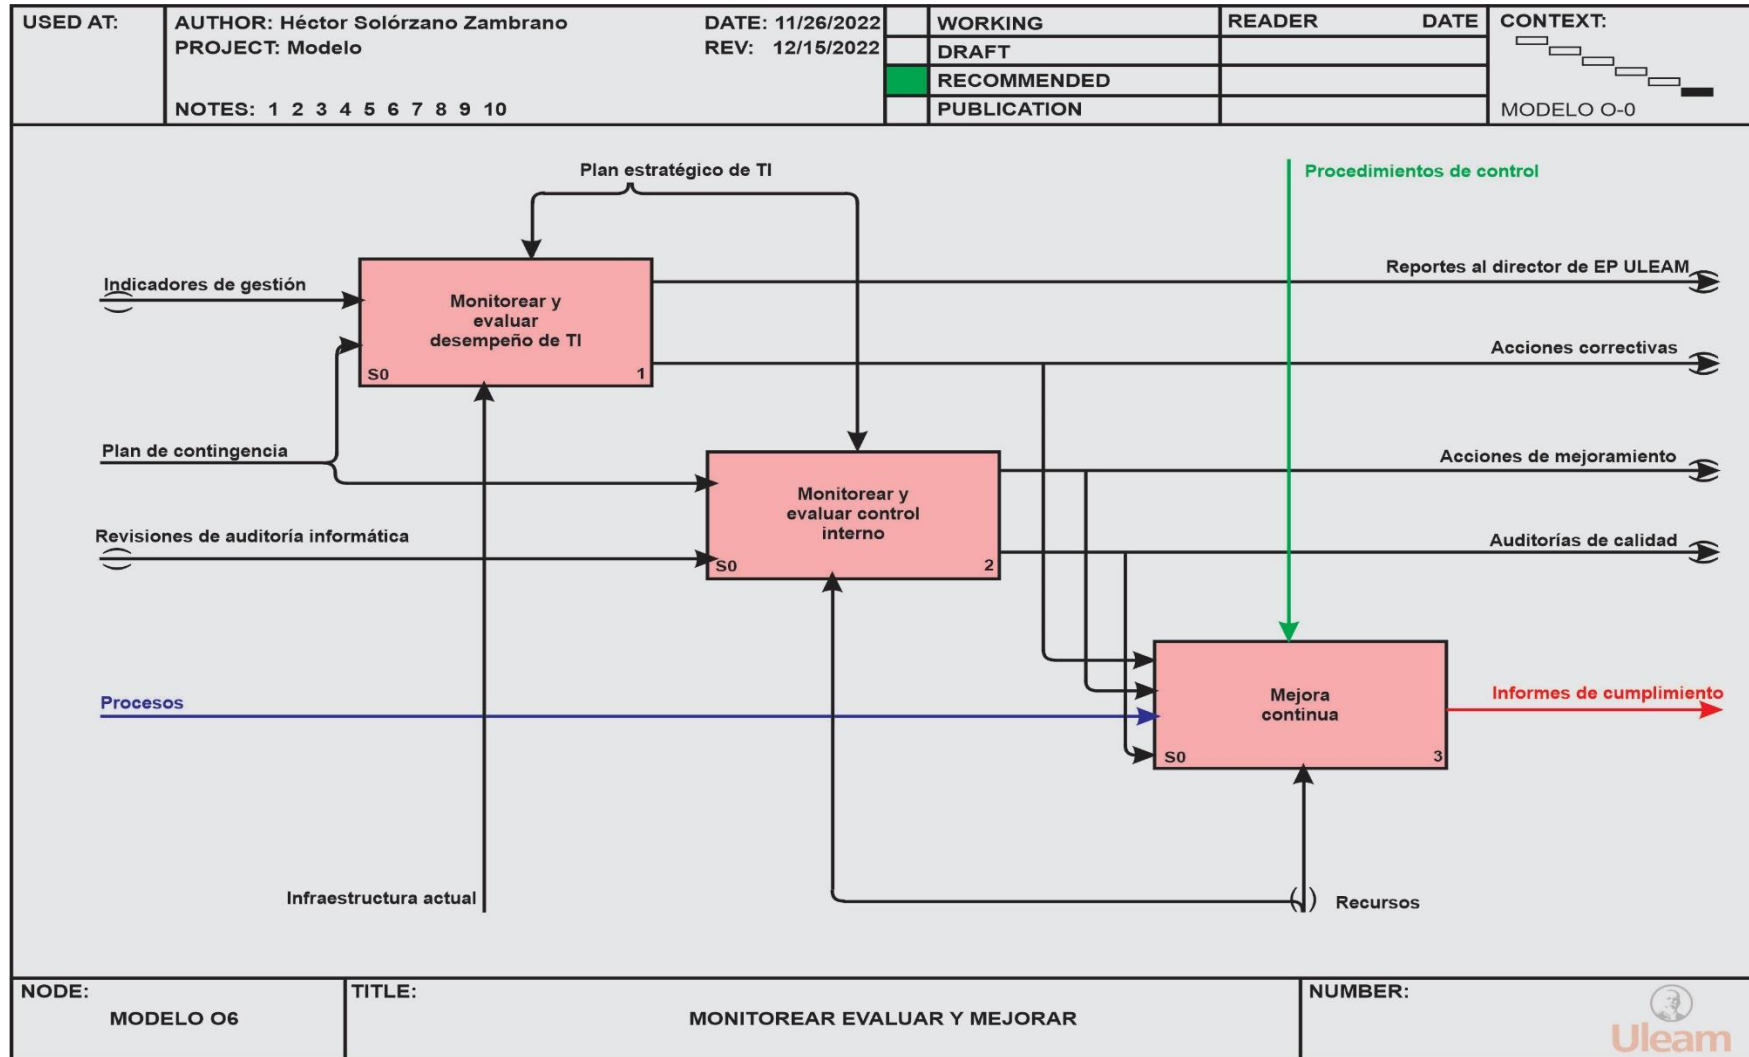 USED AT:
AUTHOR: Héctor Solórzano Zambrano
DATE: 11/26/2022
PROJECT: Modelo
REV: 12/15/2022
NOTES: 1 2 3 4 5 6 7 8 9 10
WORKING
DRAFT
RECOMMENDED
PUBLICATION
READER
DATE
CONTEXT:
MODELO O-0
Plan estratégico de TI
Procedimientos de control
Indicadores de gestión
Monitorear y
evaluar
desempeño de TI
S0
1
Reportes al director de EP ULEAM
Acciones correctivas
Plan de contingencia
Acciones de mejoramiento
Monitorear y
evaluar control
interno
S0
2
Revisiones de auditoría informática
Auditorías de calidad
Procesos
Mejora
continua
S0
3
Informes de cumplimiento
Infraestructura actual
Recursos
NODE:
MODELO O6
TITLE:
MONITOREAR EVALUAR Y MEJORAR
NUMBER:
Uleam